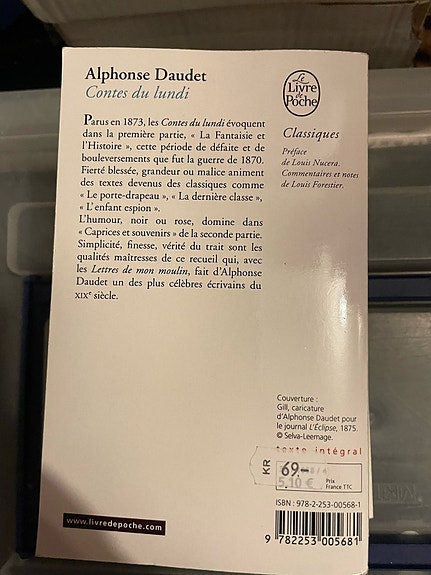 Alphonse Daudet
Contes du lundi
Parus en 1873, les Contes du lundi évoquent
dans la première partie, « La Fantaisie et
l'Histoire », cette période de défaite et de
bouleversements que fut la guerre de 1870.
Fierté blessée, grandeur ou malice animent
des textes devenus des classiques comme
« Le porte-drapeau », « La dernière classe »,
« L'enfant espion ».
L'humour, noir ou rose, domine dans
« Caprices et souvenirs » de la seconde partie.
Simplicité, finesse, vérité du trait sont les
qualités maîtresses de ce recueil qui, avec
les Lettres de mon moulin, fait d'Alphonse
Daudet un des plus célèbres écrivains du
XIXe siècle.
Le
Livre
de
Poche
Classiques
Préface
de Louis Nucera.
Commentaires et notes
de Louis Forestier.
Couverture :
Gill, caricature
d'Alphonse Daudet pour
le journal L'Éclipse, 1875.
© Selva-Leemage.
texte intégral
KR 69.-
5,10 € Prix
France TTC
ISBN : 978-2-253-00568-1
9 782253 005681
www.livredepoche.com